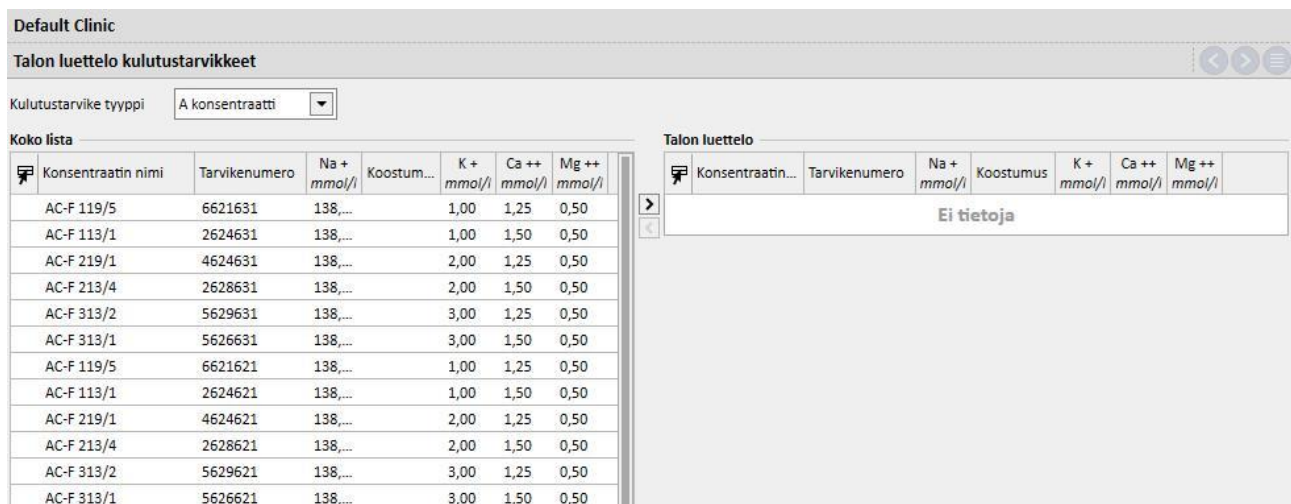 Default Clinic
Talon luettelo kulutustarvikkeet
Kulutustarvike tyyppi A konsentraatti
Koko lista Talon luettelo
Konsentraatin nimi Tarvikenumero Na + mmol/l Koostum... K + mmol/l Ca ++ mmol/l Mg ++ mmol/l Konsentraatin... Tarvikenumero Na + mmol/l Koostumus K + mmol/l Ca ++ mmol/l Mg ++ mmol/l
AC-F 119/5 6621631 138,... 1,00 1,25 0,50 Ei tietoja
AC-F 113/1 2624631 138,... 1,00 1,50 0,50
AC-F 219/1 4624631 138,... 2,00 1,25 0,50
AC-F 213/4 2628631 138,... 2,00 1,50 0,50
AC-F 313/2 5629631 138,... 3,00 1,25 0,50
AC-F 313/1 5626631 138,... 3,00 1,50 0,50
AC-F 119/5 6621621 138,... 1,00 1,25 0,50
AC-F 113/1 2624621 138,... 1,00 1,50 0,50
AC-F 219/1 4624621 138,... 2,00 1,25 0,50
AC-F 213/4 2628621 138,... 2,00 1,50 0,50
AC-F 313/2 5629621 138,... 3,00 1,25 0,50
AC-F 313/1 5626621 138,... 3,00 1,50 0,50